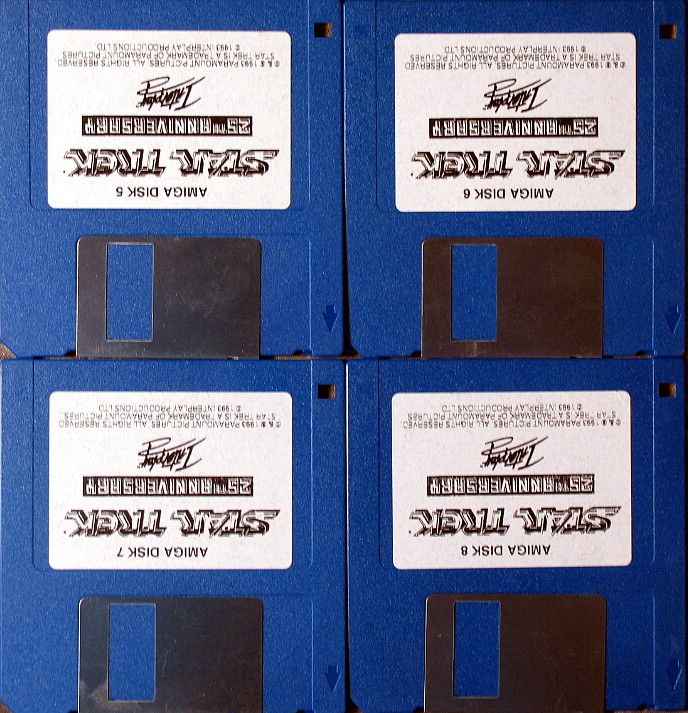 AMIGA DISK 5
STAR TREK
25TH ANNIVERSARY
Interplay
© & ® 1993 PARAMOUNT PICTURES. ALL RIGHTS RESERVED
STAR TREK IS A TRADEMARK OF PARAMOUNT PICTURES
© 1993 INTERPLAY PRODUCTIONS LTD
AMIGA DISK 6
STAR TREK
25TH ANNIVERSARY
Interplay
© & ® 1993 PARAMOUNT PICTURES. ALL RIGHTS RESERVED
STAR TREK IS A TRADEMARK OF PARAMOUNT PICTURES
© 1993 INTERPLAY PRODUCTIONS LTD
AMIGA DISK 7
STAR TREK
25TH ANNIVERSARY
Interplay
© & ® 1993 PARAMOUNT PICTURES. ALL RIGHTS RESERVED
STAR TREK IS A TRADEMARK OF PARAMOUNT PICTURES
© 1993 INTERPLAY PRODUCTIONS LTD
AMIGA DISK 8
STAR TREK
25TH ANNIVERSARY
Interplay
© & ® 1993 PARAMOUNT PICTURES. ALL RIGHTS RESERVED
STAR TREK IS A TRADEMARK OF PARAMOUNT PICTURES
© 1993 INTERPLAY PRODUCTIONS LTD